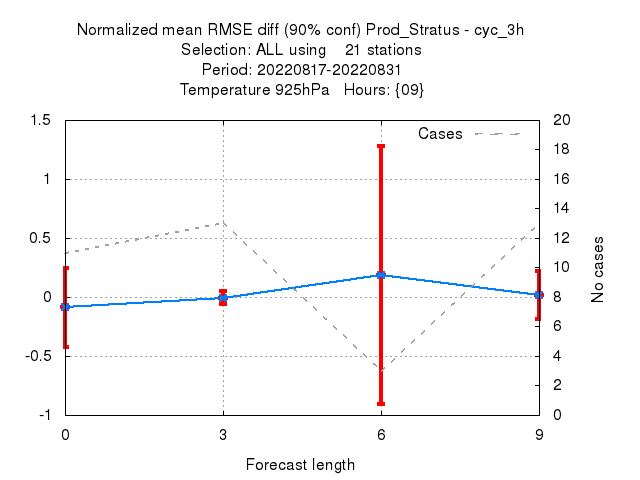 Normalized mean RMSE diff (90% conf) Prod_Stratus - cyc_3h
Selection: ALL using    21 stations
Period: 20220817-20220831
Temperature 925hPa   Hours: {09}
Cases
1.5
1
0.5
0
-0.5
-1
20
18
16
14
12
10
8
6
4
2
0
No cases
0 3 6 9
Forecast length